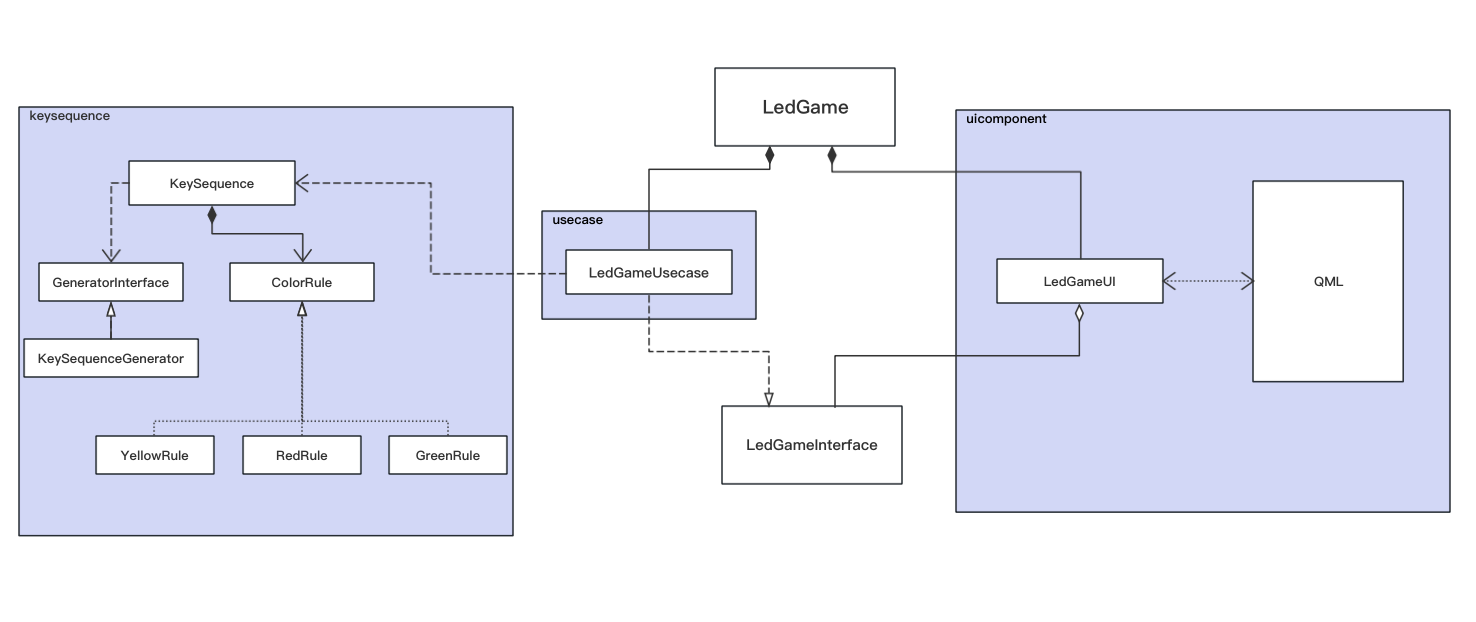 LedGame
keysequence
uicomponent
KeySequence
usecase
LedGameUsecase
GeneratorInterface
ColorRule
LedGameUI
QML
KeySequenceGenerator
LedGameInterface
YellowRule
RedRule
GreenRule